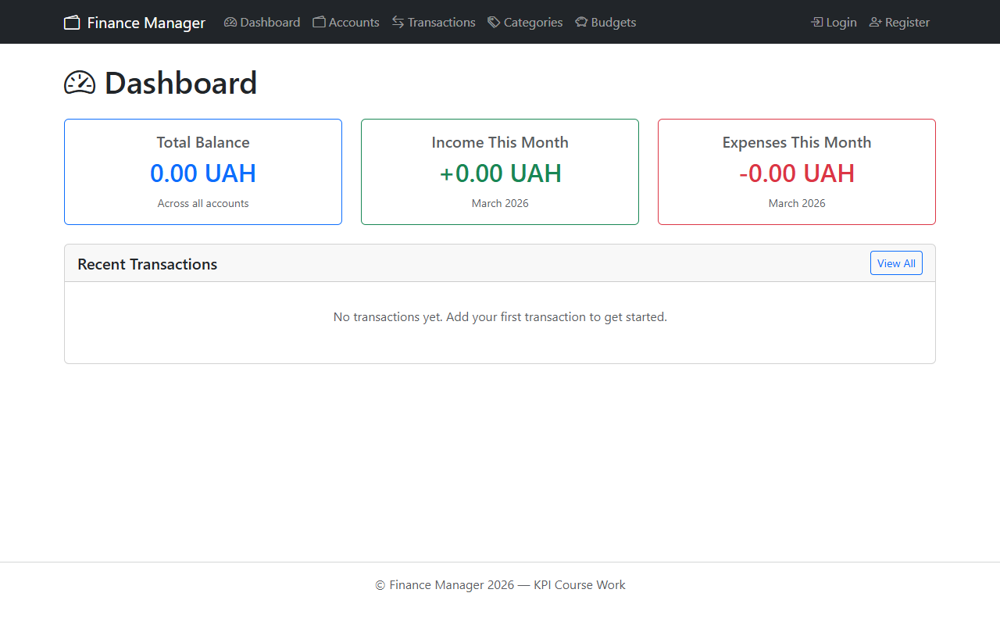 Finance Manager Dashboard Accounts Transactions Categories Budgets Login Register
Dashboard
Total Balance
0.00 UAH
Across all accounts
Income This Month
+0.00 UAH
March 2026
Expenses This Month
-0.00 UAH
March 2026
Recent Transactions
View All
No transactions yet. Add your first transaction to get started.
© Finance Manager 2026 — KPI Course Work